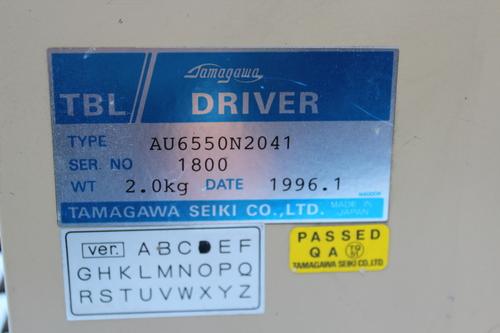 Tamagawa
TBL// DRIVER
TYPE AU6550N2041
SER. NO 1800
WT 2.0kg DATE 1996.1
TAMAGAWA SEIKI CO., LTD. MADE IN JAPAN
ver. A B C D E F
G H K L M N O P Q
R S T U V W X Y Z
PASSED
QA
TAMAGAWA SEIKI CO., LTD